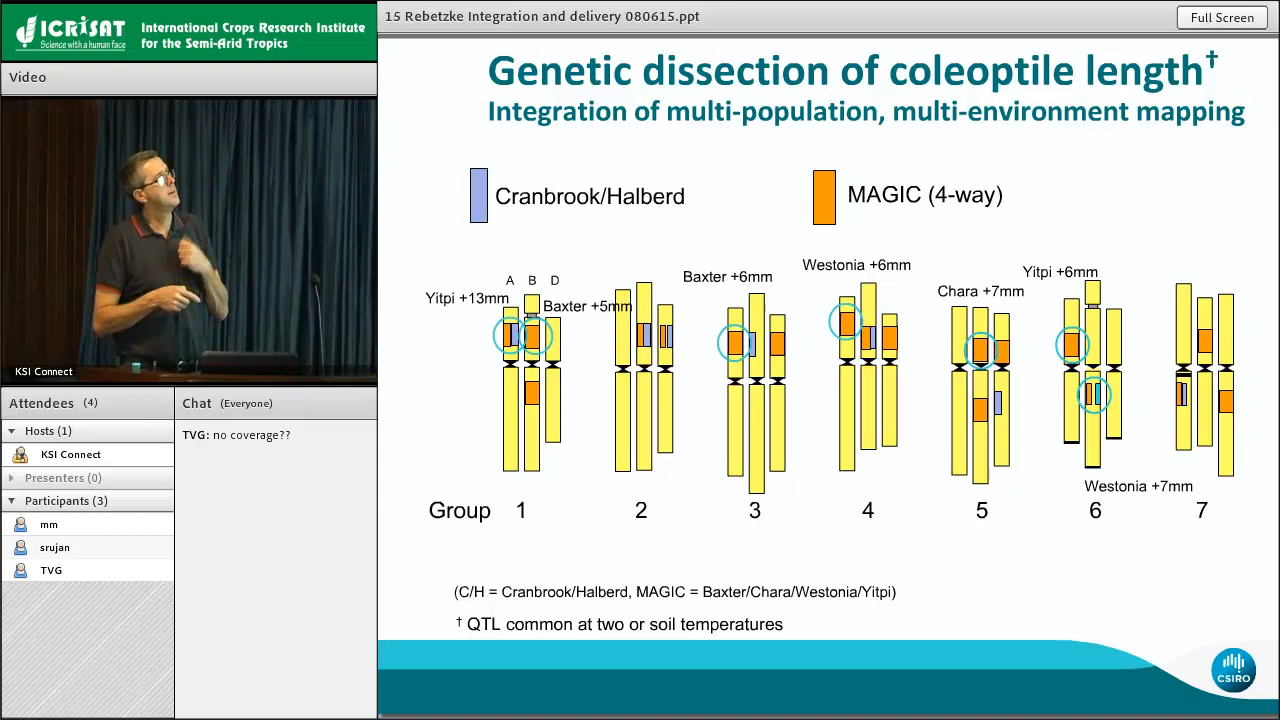 ICRISAT
Science with a human face
International Crops Research Institute
for the Semi-Arid Tropics
15 Rebetzke Integration and delivery 080615.ppt
Full Screen
Video
KSI Connect
Attendees (4)
Hosts (1)
KSI Connect
Presenters (0)
Participants (3)
mm
srujan
TVG
Chat (Everyone)
TVG: no coverage??
Genetic dissection of coleoptile length†
Integration of multi-population, multi-environment mapping
Cranbrook/Halberd
MAGIC (4-way)
Yitpi +13mm
A B D
Baxter +5mm
Baxter +6mm
Westonia +6mm
Chara +7mm
Yitpi +6mm
Westonia +7mm
Group 1 2 3 4 5 6 7
(C/H = Cranbrook/Halberd, MAGIC = Baxter/Chara/Westonia/Yitpi)
† QTL common at two or soil temperatures
CSIRO